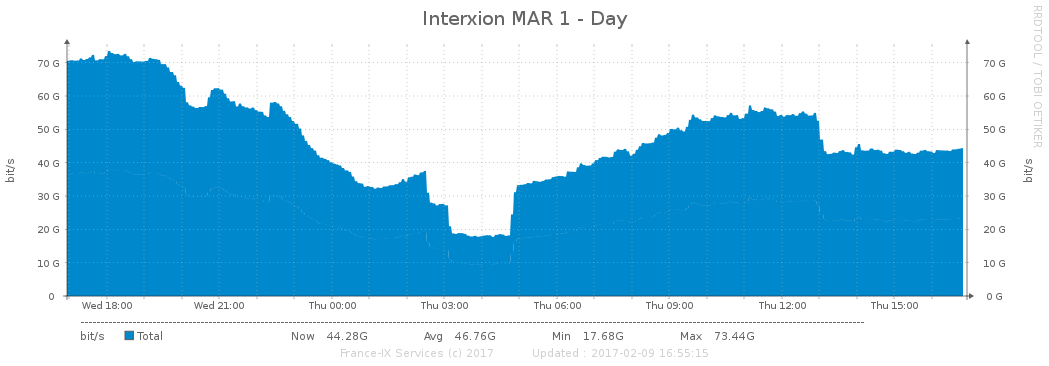 Interxion MAR 1 - Day
RRDTOOL / TOBI OETIKER
bit/s
70 G 70 G
60 G 60 G
50 G 50 G
40 G 40 G
30 G 30 G
20 G 20 G
10 G 10 G
0 0 G
bit/s
Wed 18:00 Wed 21:00 Thu 00:00 Thu 03:00 Thu 06:00 Thu 09:00 Thu 12:00 Thu 15:00
bit/s Total Now 44.28G Avg 46.76G Min 17.68G Max 73.44G
France-IX Services (c) 2017 Updated : 2017-02-09 16:55:15